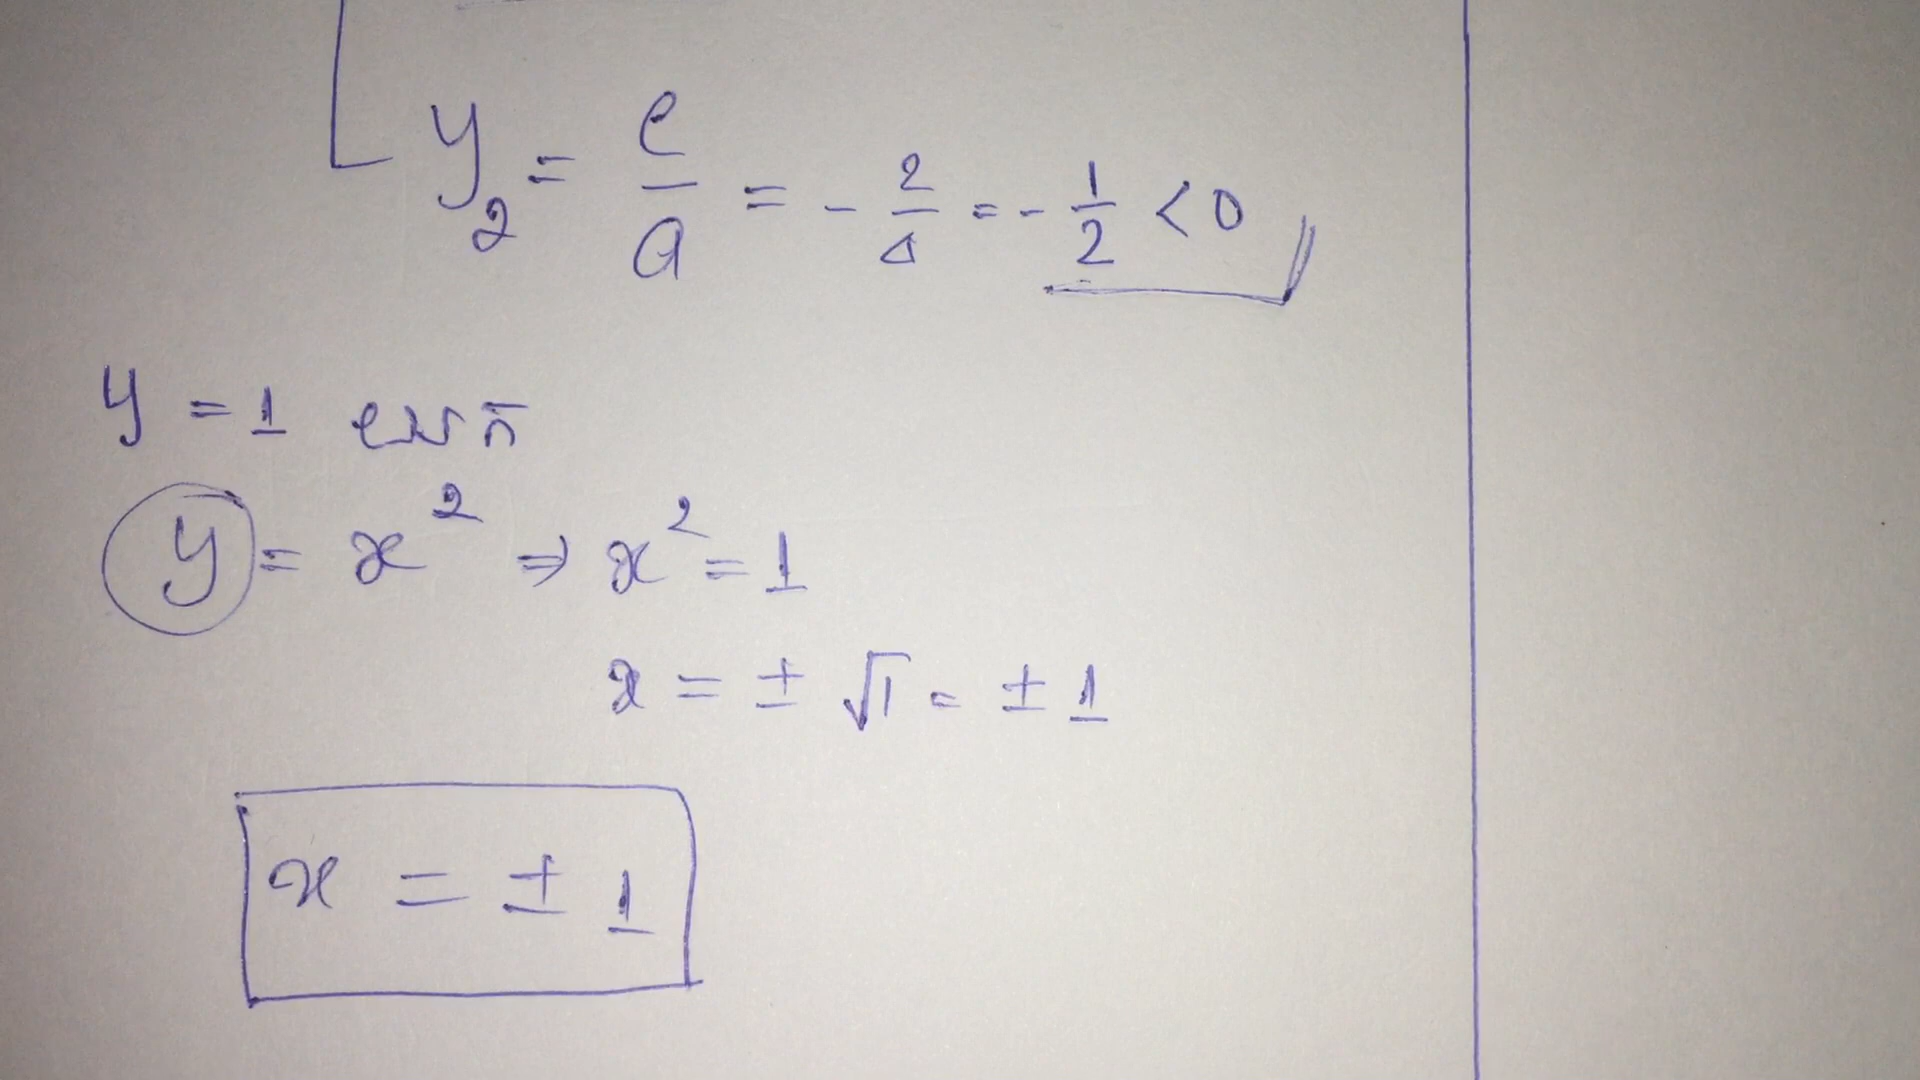 y₂ = c/a = - 2/4 = - 1/2 < 0
y = 1
y = x² ⇒ x² = 1
x = ± √1 = ± 1
x = ± 1